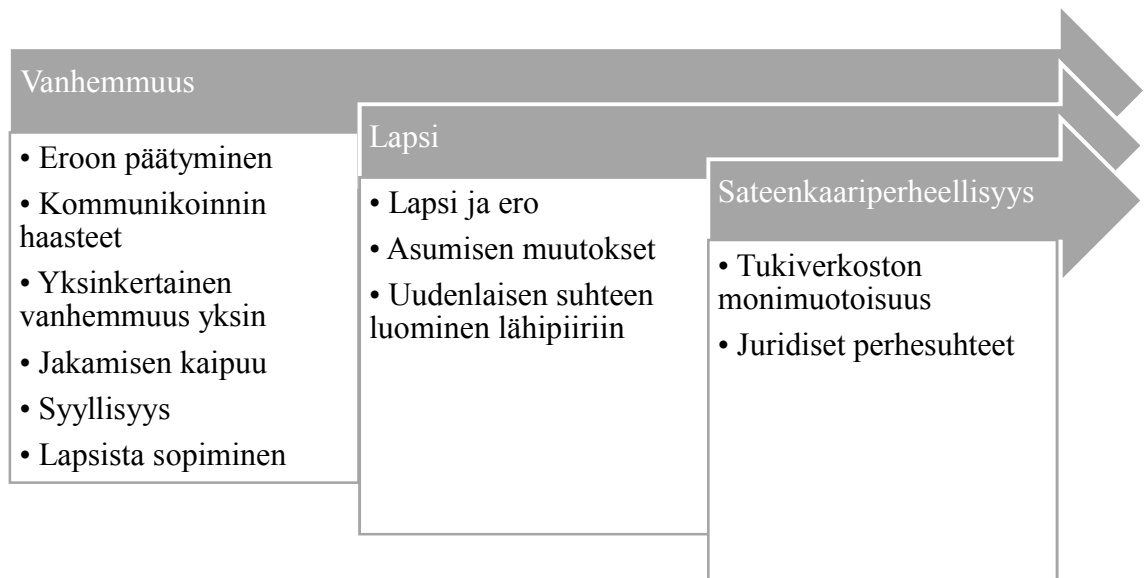 Vanhemmuus
• Eroon päätyminen
• Kommunikoinnin
haasteet
• Yksinkertainen
vanhemmuus yksin
• Jakamisen kaipuu
• Syyllisyys
• Lapsista sopiminen
Lapsi
• Lapsi ja ero
• Asumisen muutokset
• Uudenlaisen suhteen
luominen lähipiiriin
Sateenkaariperheellisyys
• Tukiverkoston
monimuotoisuus
• Juridiset perhesuhteet